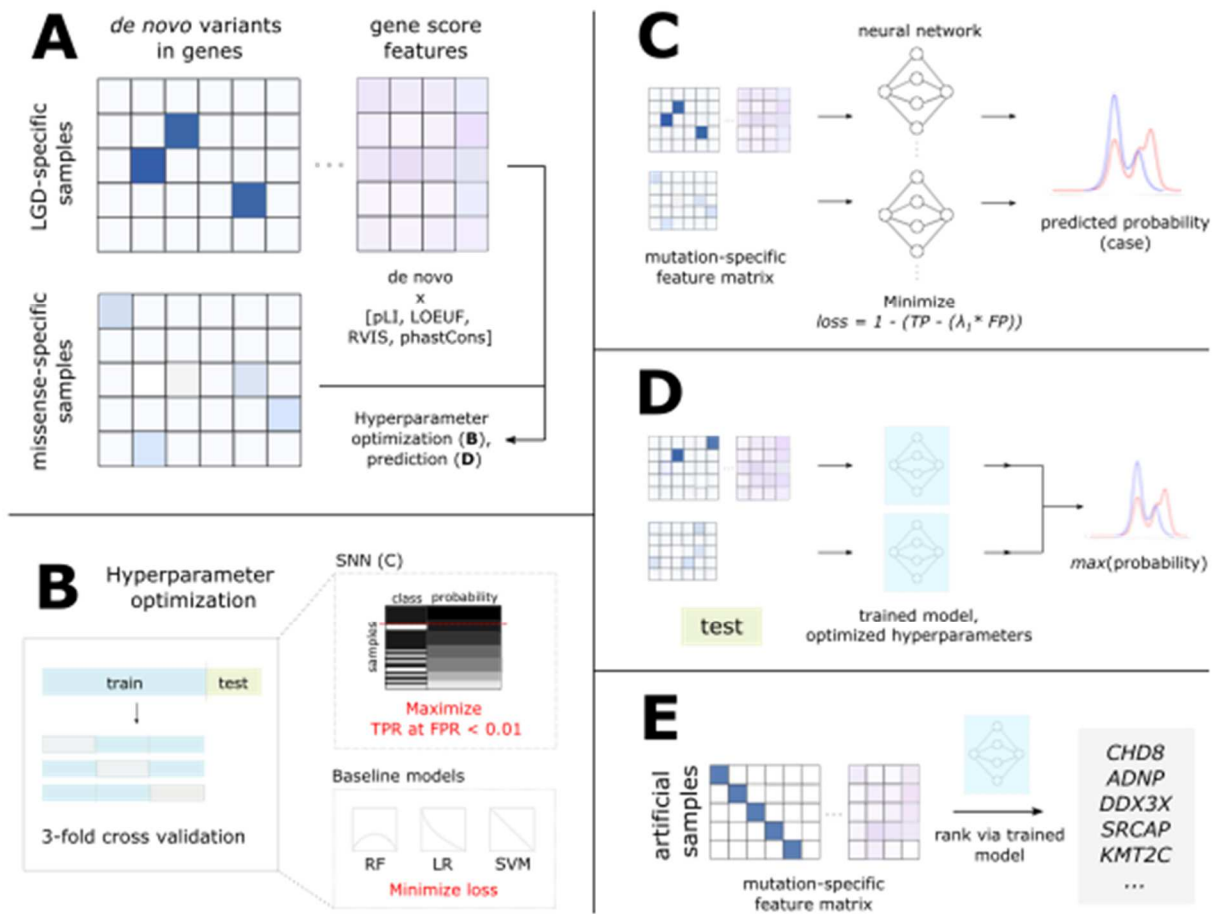 A
de novo variants
in genes
gene score
features
LGD-specific
samples
...
missense-specific
samples
de novo
x
[pLI, LOEUF,
RVIS, phastCons]
Hyperparameter
optimization (B),
prediction (D)
B
Hyperparameter
optimization
train
test
3-fold cross validation
SNN (C)
class
probability
samples
Maximize
TPR at FPR < 0.01
Baseline models
RF
LR
SVM
Minimize loss
C
neural network
mutation-specific
feature matrix
Minimize
loss = 1 - (TP - (λ₁* FP))
predicted probability
(case)
D
test
trained model,
optimized hyperparameters
max(probability)
E
artificial
samples
...
mutation-specific
feature matrix
rank via trained
model
CHD8
ADNP
DDX3X
SRCAP
KMT2C
...